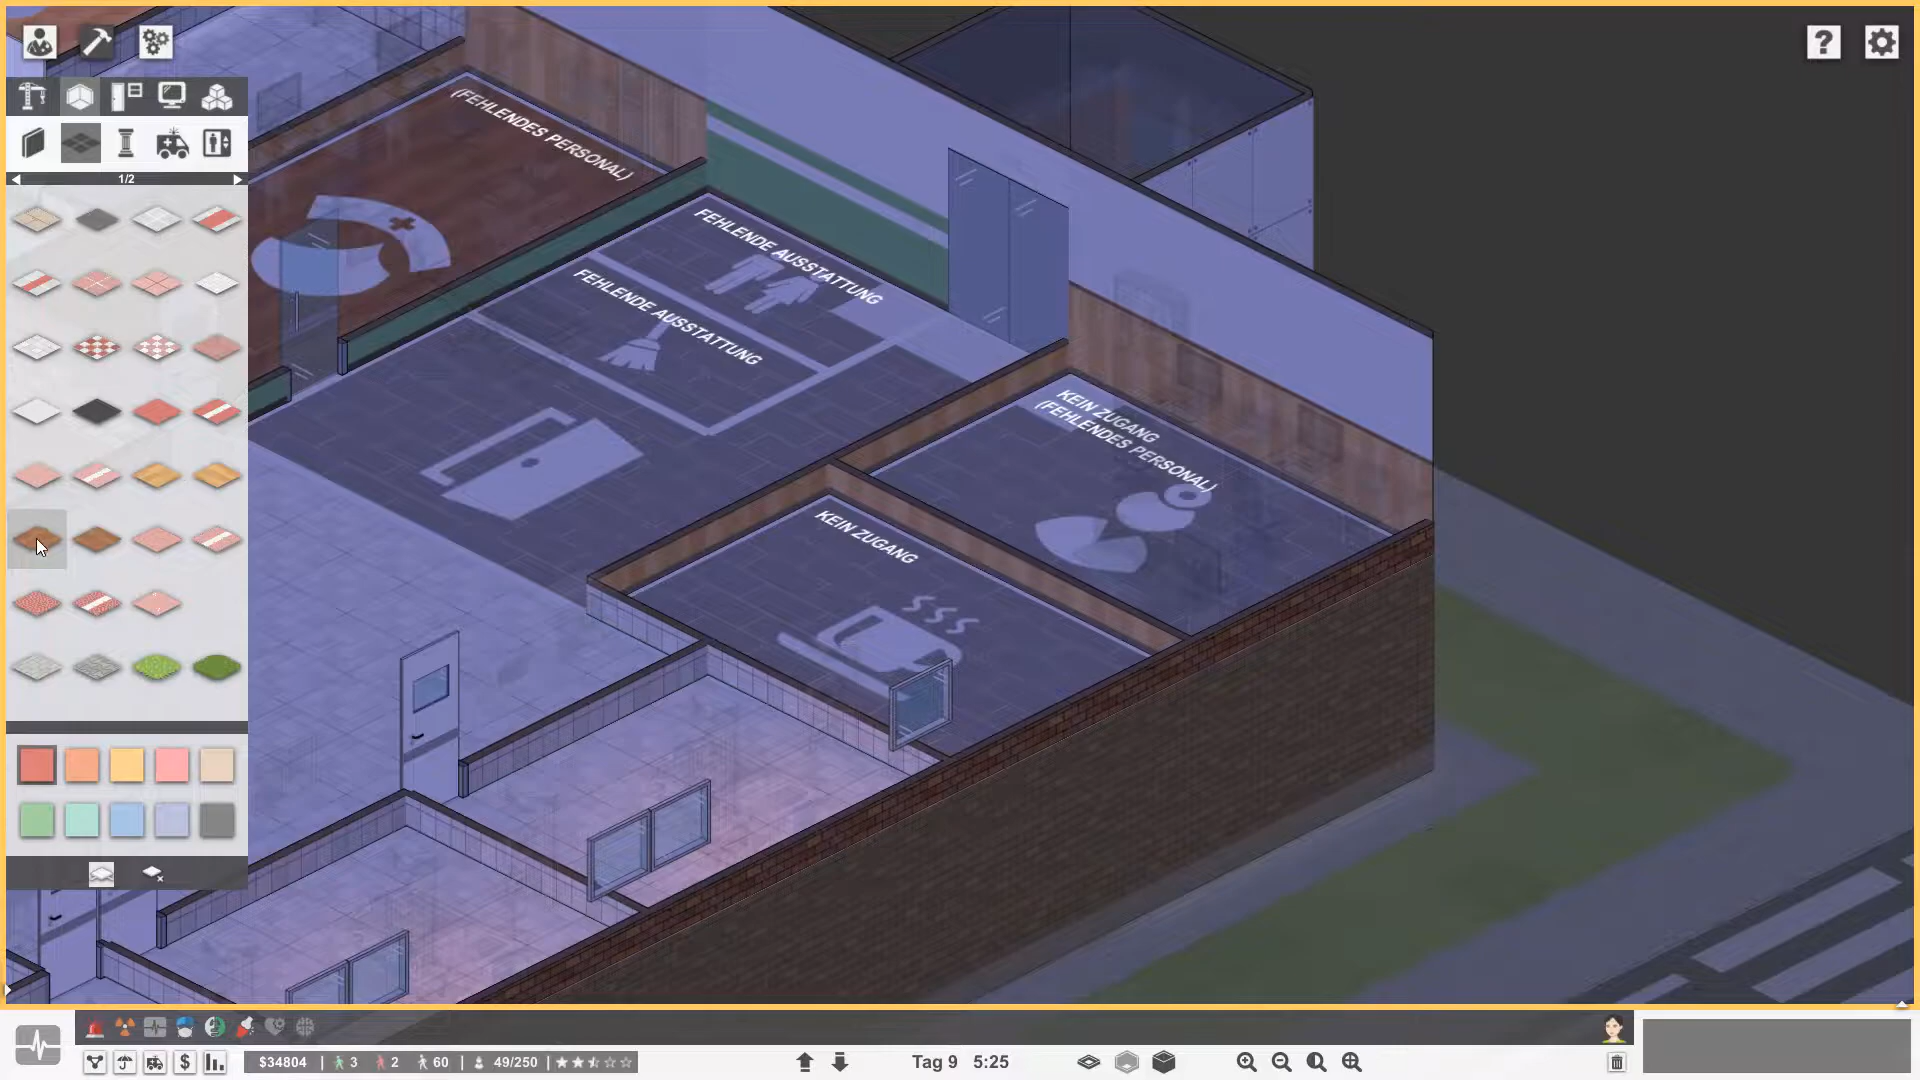 1/2
(FEHLENDES PERSONAL)
FEHLENDE AUSSTATTUNG
FEHLENDE AUSSTATTUNG
KEIN ZUGANG
(FEHLENDES PERSONAL)
KEIN ZUGANG
$34804 | 3 2 60 | 49/250
Tag 9 5:25